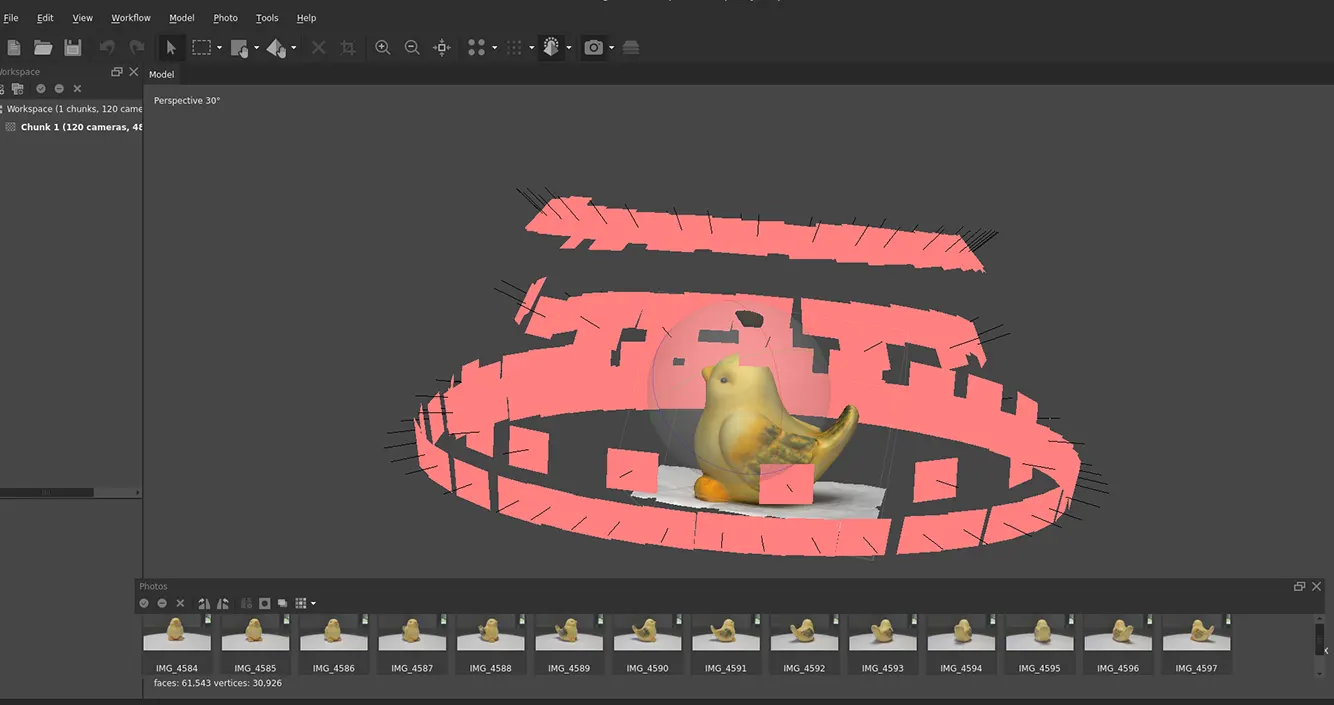 File Edit View Workflow Model Photo Tools Help
orkspace
Model
Workspace (1 chunks, 120 came
Chunk 1 (120 cameras, 48
Perspective 30°
Photos
IMG_4584 IMG_4585 IMG_4586 IMG_4587 IMG_4588 IMG_4589 IMG_4590 IMG_4591 IMG_4592 IMG_4593 IMG_4594 IMG_4595 IMG_4596 IMG_4597
faces: 61,543 vertices: 30,926